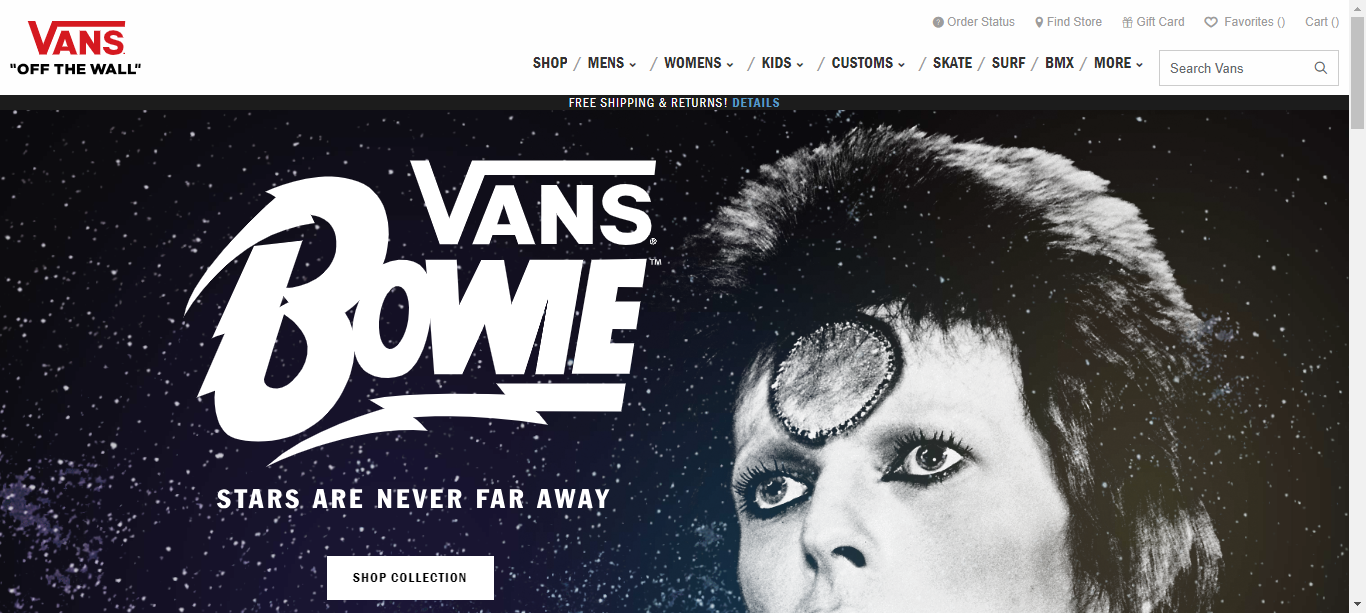 Order Status Find Store Gift Card Favorites () Cart ()
VANS
"OFF THE WALL"
SHOP / MENS / WOMENS / KIDS / CUSTOMS / SKATE / SURF / BMX / MORE
Search Vans
FREE SHIPPING & RETURNS! DETAILS
VANS®
BOWIE™
STARS ARE NEVER FAR AWAY
SHOP COLLECTION